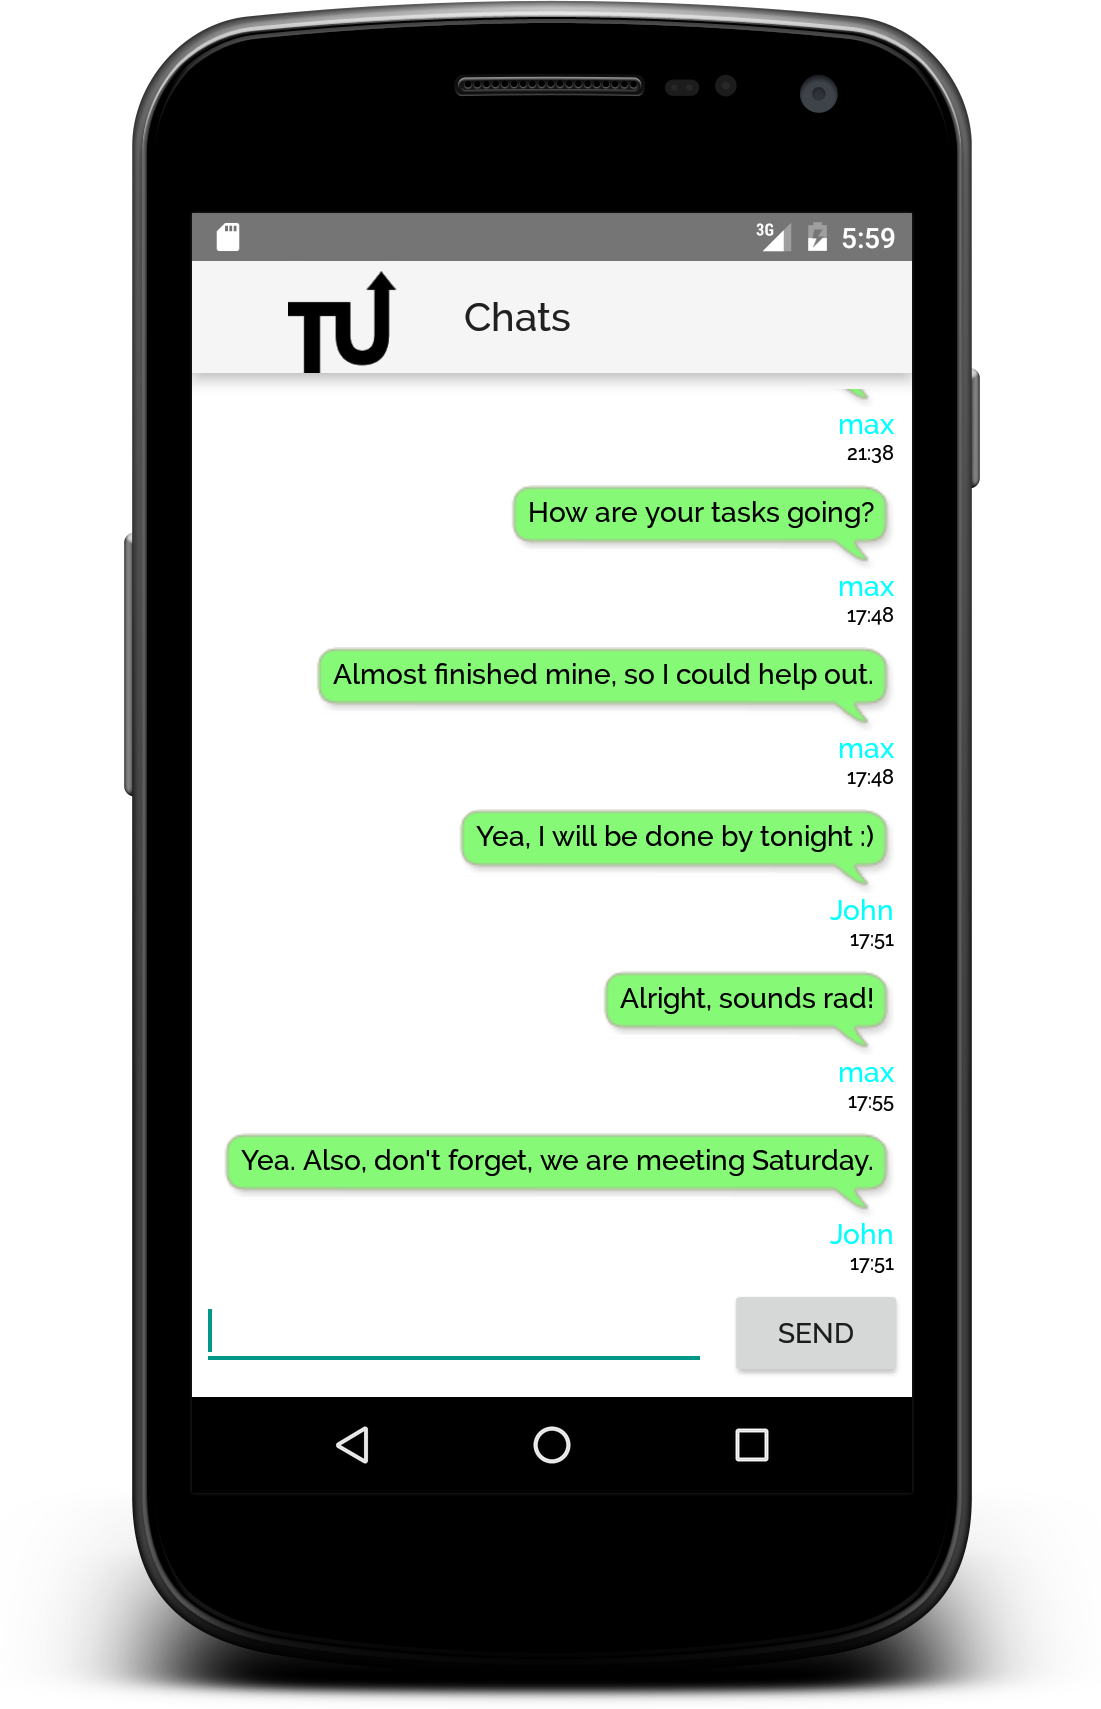 3G 5:59
TU Chats
max
21:38
How are your tasks going?
max
17:48
Almost finished mine, so I could help out.
max
17:48
Yea, I will be done by tonight :)
John
17:51
Alright, sounds rad!
max
17:55
Yea. Also, don't forget, we are meeting Saturday.
John
17:51
SEND